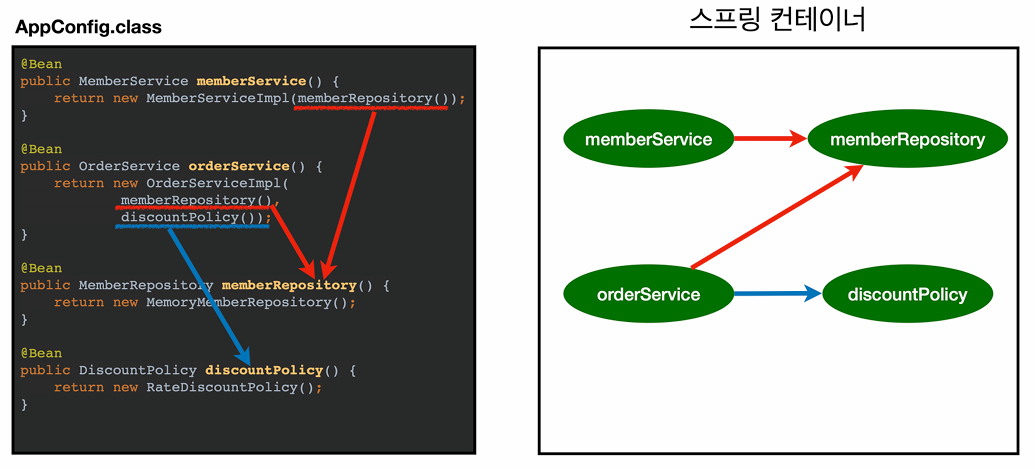 AppConfig.class
@Bean
public MemberService memberService() {
    return new MemberServiceImpl(memberRepository());
}
@Bean
public OrderService orderService() {
    return new OrderServiceImpl(
            memberRepository(),
            discountPolicy());
}
@Bean
public MemberRepository memberRepository() {
    return new MemoryMemberRepository();
}
@Bean
public DiscountPolicy discountPolicy() {
    return new RateDiscountPolicy();
}
스프링 컨테이너
memberService
memberRepository
orderService
discountPolicy